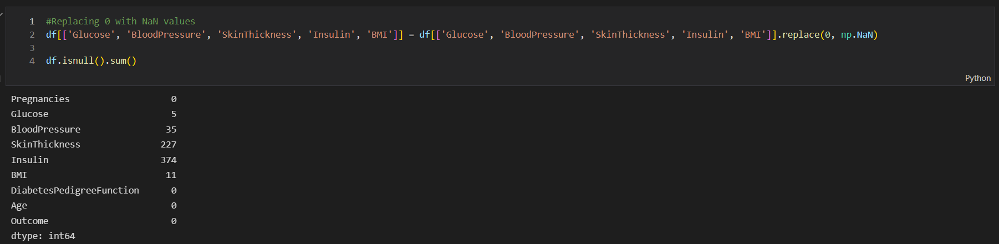 1 #Replacing 0 with NaN values
2 df[['Glucose', 'BloodPressure', 'SkinThickness', 'Insulin', 'BMI']] = df[['Glucose', 'BloodPressure', 'SkinThickness', 'Insulin', 'BMI']].replace(0, np.NaN)
3
4 df.isnull().sum()
Python
Pregnancies 0
Glucose 5
BloodPressure 35
SkinThickness 227
Insulin 374
BMI 11
DiabetesPedigreeFunction 0
Age 0
Outcome 0
dtype: int64